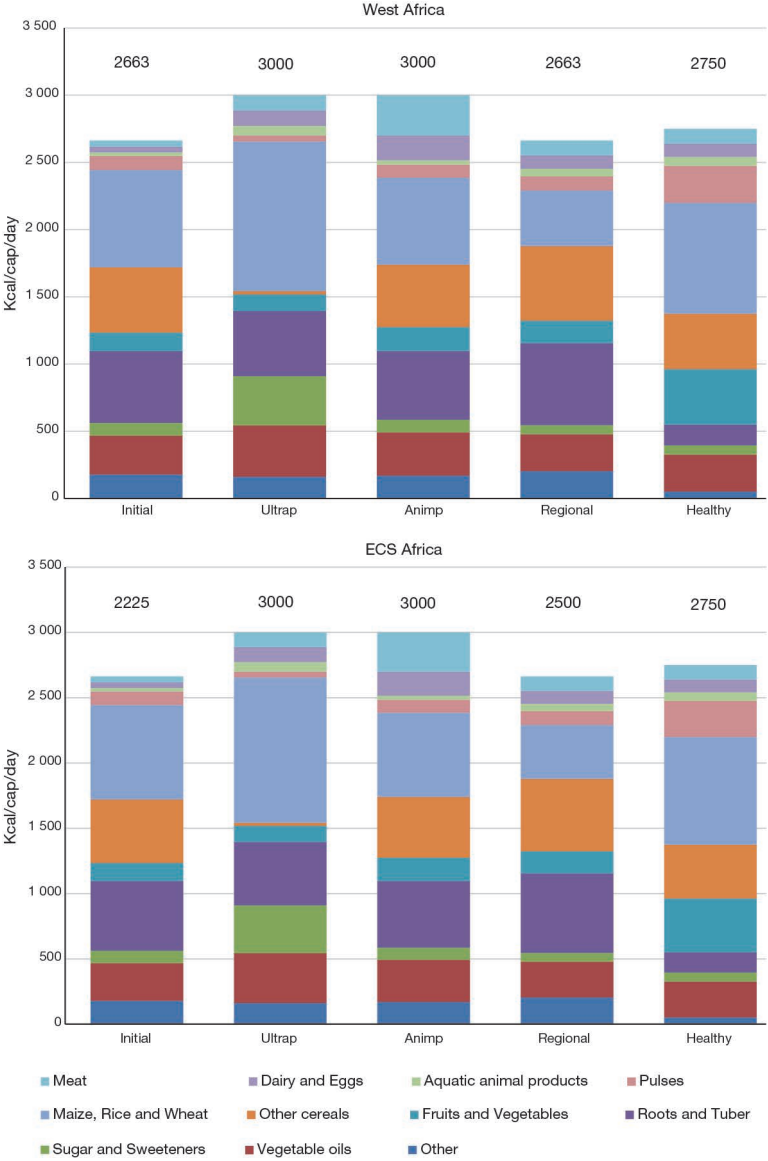 West Africa
3 500
2663 3000 3000 2663 2750
3 000
2 500
2 000
1 500
1 000
500
0
Kcal/cap/day
Initial Ultrap Animp Regional Healthy
ECS Africa
3 500
2225 3000 3000 2500 2750
3 000
2 500
2 000
1 500
1 000
500
0
Kcal/cap/day
Initial Ultrap Animp Regional Healthy
Meat Dairy and Eggs Aquatic animal products Pulses
Maize, Rice and Wheat Other cereals Fruits and Vegetables Roots and Tuber
Sugar and Sweeteners Vegetable oils Other